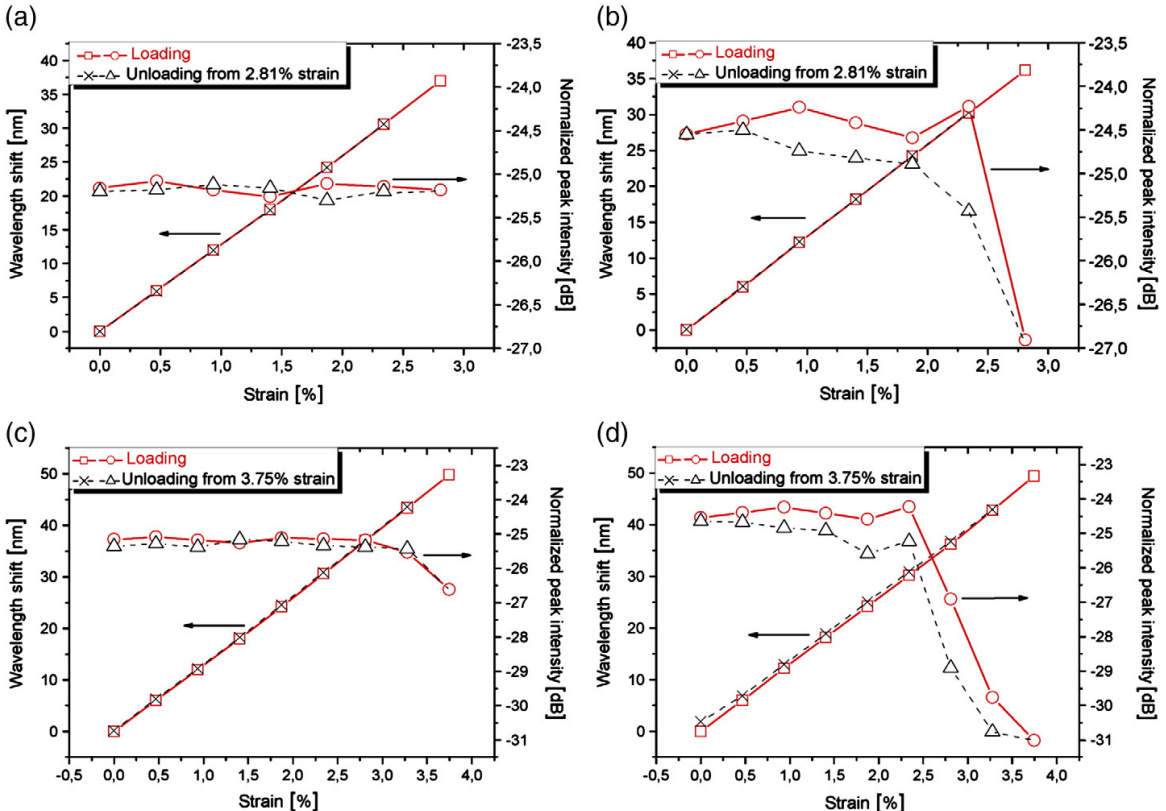 (a)
Loading
Unloading from 2.81% strain
Wavelength shift [nm]
40
35
30
25
20
15
10
5
0
-23,5
-24,0
-24,5
-25,0
-25,5
-26,0
-26,5
-27,0
Normalized peak intensity [dB]
0,0 0,5 1,0 1,5 2,0 2,5 3,0
Strain [%]
(b)
Loading
Unloading from 2.81% strain
Wavelength shift [nm]
40
35
30
25
20
15
10
5
0
-23,5
-24,0
-24,5
-25,0
-25,5
-26,0
-26,5
-27,0
Normalized peak intensity [dB]
0,0 0,5 1,0 1,5 2,0 2,5 3,0
Strain [%]
(c)
Loading
Unloading from 3.75% strain
Wavelength shift [nm]
50
40
30
20
10
0
-23
-24
-25
-26
-27
-28
-29
-30
-31
Normalized peak intensity [dB]
-0,5 0,0 0,5 1,0 1,5 2,0 2,5 3,0 3,5 4,0
Strain [%]
(d)
Loading
Unloading from 3.75% strain
Wavelength shift [nm]
50
40
30
20
10
0
-23
-24
-25
-26
-27
-28
-29
-30
-31
Normalized peak intensity [dB]
-0,5 0,0 0,5 1,0 1,5 2,0 2,5 3,0 3,5 4,0
Strain [%]